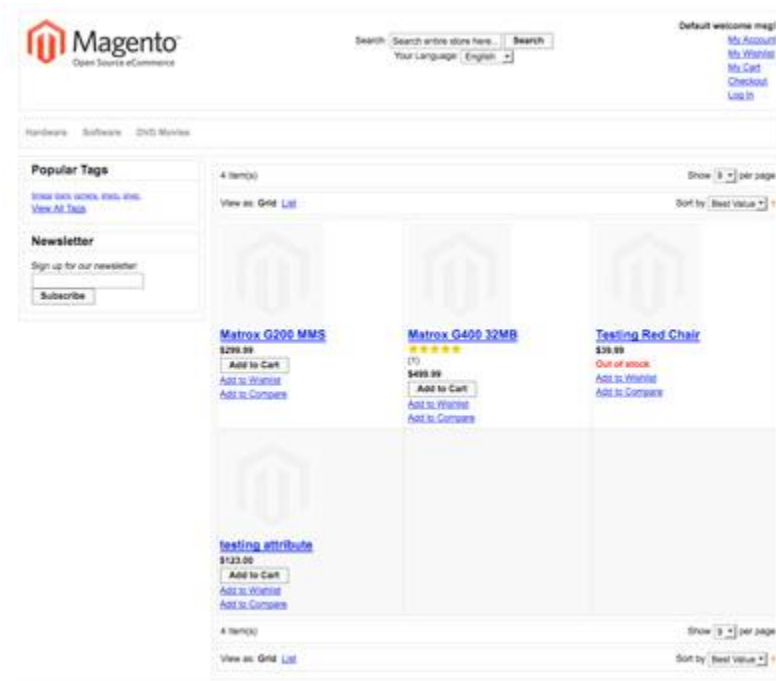 Magento
Open Source eCommerce
Search: Search entire store here... Search
Your Language: English
Default welcome msg!
My Account
My Wishlist
My Cart
Checkout
Log In
Hardware Software DVD Movies
Popular Tags
View All Tags
Newsletter
Sign up for our newsletter:
Subscribe
4 Item(s)
Show 9 per page
View as: Grid List
Sort by Best Value
Matrox G200 MMS
$299.99
Add to Cart
Add to Wishlist
Add to Compare
Matrox G400 32MB
(1)
$499.99
Add to Cart
Add to Wishlist
Add to Compare
Testing Red Chair
$39.99
Out of stock
Add to Wishlist
Add to Compare
testing attribute
$123.00
Add to Cart
Add to Wishlist
Add to Compare
4 Item(s)
Show 9 per page
View as: Grid List
Sort by Best Value